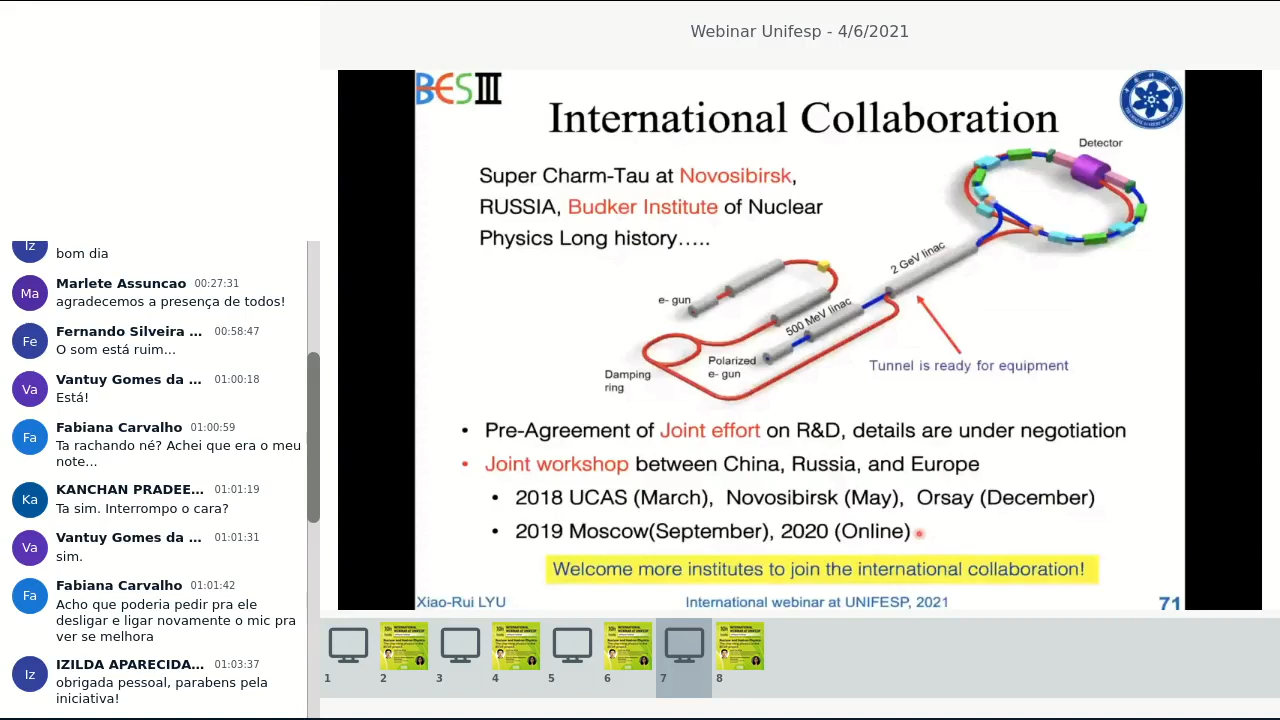 Webinar Unifesp - 4/6/2021
Iz
bom dia
Ma
Marlete Assuncao 00:27:31
agradecemos a presença de todos!
Fe
Fernando Silveira ... 00:58:47
O som está ruim...
Va
Vantuy Gomes da ... 01:00:18
Está!
Fa
Fabiana Carvalho 01:00:59
Ta rachando né? Achei que era o meu
note...
Ka
KANCHAN PRADEE... 01:01:19
Ta sim. Interrompo o cara?
Va
Vantuy Gomes da ... 01:01:31
sim.
Fa
Fabiana Carvalho 01:01:42
Acho que poderia pedir pra ele
desligar e ligar novamente o mic pra
ver se melhora
Iz
IZILDA APARECIDA... 01:03:37
obrigada pessoal, parabens pela
iniciativa!
BESIII
International Collaboration
Super Charm-Tau at Novosibirsk,
RUSSIA, Budker Institute of Nuclear
Physics Long history.....
Detector
2 GeV linac
e- gun
500 MeV linac
Polarized
e- gun
Damping
ring
Tunnel is ready for equipment
• Pre-Agreement of Joint effort on R&D, details are under negotiation
• Joint workshop between China, Russia, and Europe
• 2018 UCAS (March), Novosibirsk (May), Orsay (December)
• 2019 Moscow(September), 2020 (Online)
Welcome more institutes to join the international collaboration!
Xiao-Rui LYU International webinar at UNIFESP, 2021 71
1 2 3 4 5 6 7 8